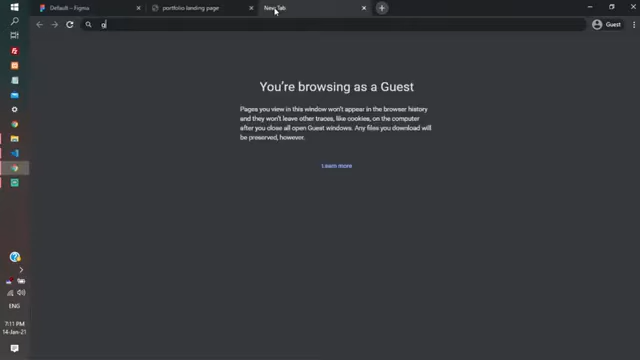 Default – Figma
portfolio landing page
New Tab
g
Guest
You're browsing as a Guest
Pages you view in this window won't appear in the browser history
and they won't leave other traces, like cookies, on the computer
after you close all open Guest windows. Any files you download will
be preserved, however.
Learn more
ENG
7:11 PM
14-Jan-21